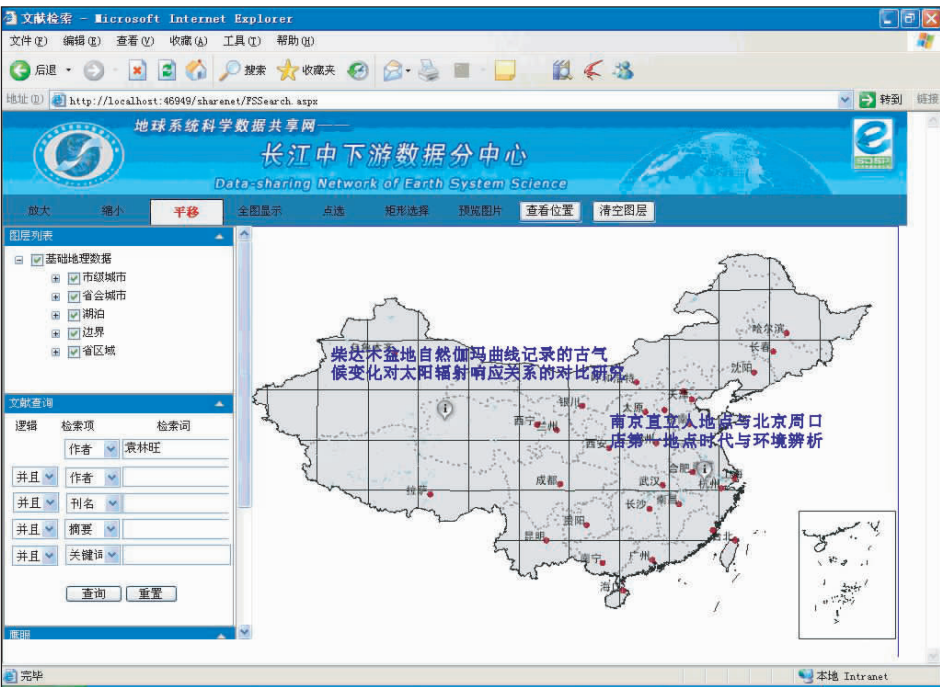 文献检索 - Microsoft Internet Explorer
文件(F) 编辑(E) 查看(V) 收藏(A) 工具(T) 帮助(H)
后退 搜索 收藏夹
地址(D) http://localhost:46949/sharenet/FSSearch.aspx 转到 链接
地球系统科学数据共享网——
长江中下游数据分中心
Data-sharing Network of Earth System Science
放大 缩小 平移 全图显示 点选 矩形选择 预览图片 查看位置 清空图层
图层列表
基础地理数据
市级城市
省会城市
湖泊
边界
省区域
文献查询
逻辑 检索项 检索词
作者 袁林旺
并且 作者
并且 刊名
并且 摘要
并且 关键词
查询 重置
鹰眼
哈尔滨
长春
沈阳
柴达木盆地自然伽玛曲线记录的古气
候变化对太阳辐射响应关系的对比研究
天津
银川
太原
南京直立人地点与北京周口
店第一地点时代与环境辨析
西宁
兰州
西安
合肥
上海
成都
武汉
杭州
拉萨
长沙
南昌
贵阳
昆明
台北
南宁
广州
海口
完毕
本地 Intranet